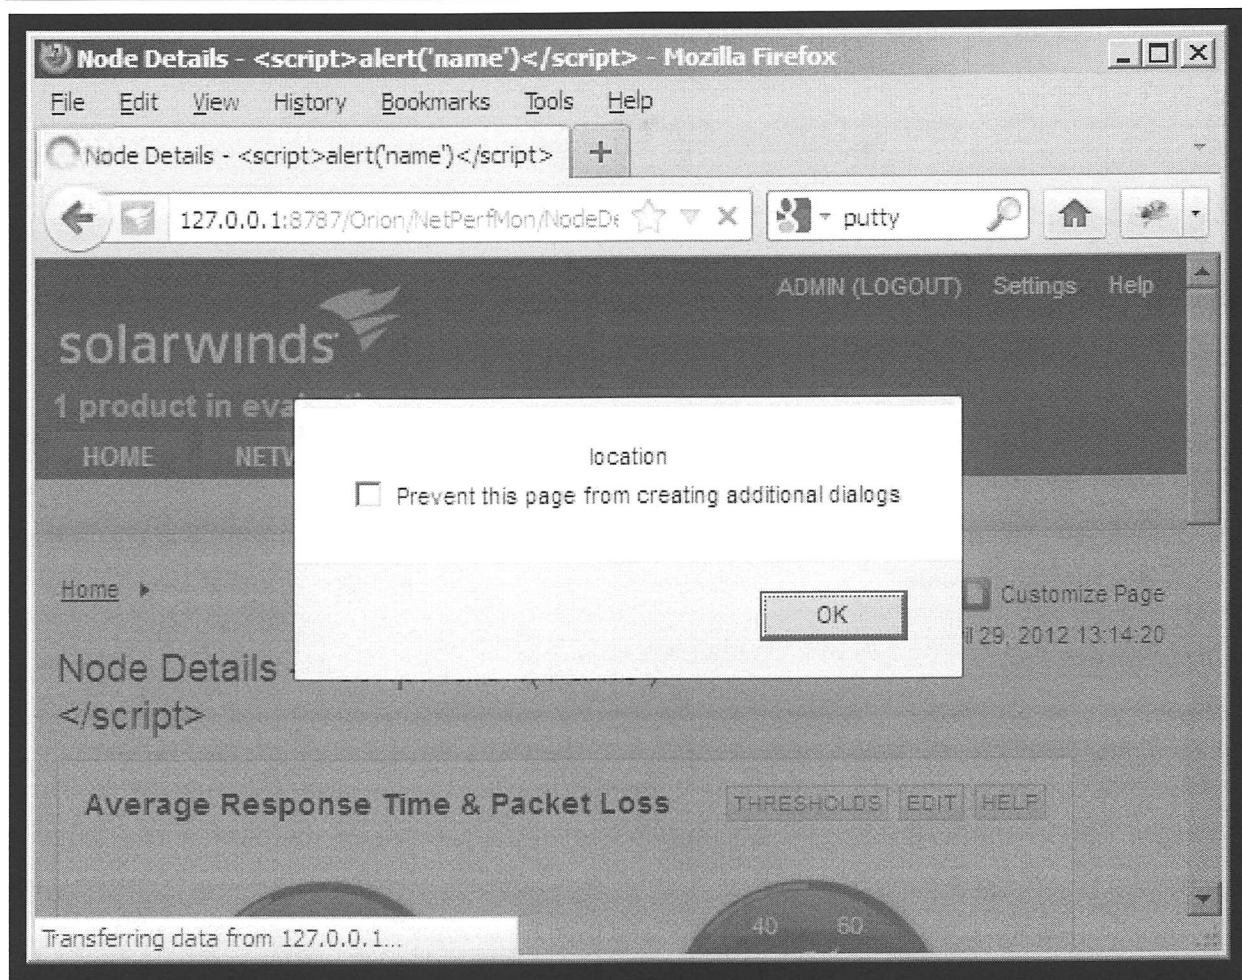 Node Details - <script>alert('name')</script> - Mozilla Firefox
File Edit View History Bookmarks Tools Help
Node Details - <script>alert('name')</script> +
127.0.0.1:8787/Orion/NetPerfMon/NodeDe putty
ADMIN (LOGOUT) Settings Help
solarwinds
1 product in eva
HOME NETW
location
Prevent this page from creating additional dialogs
OK
Home
Customize Page
29, 2012 13:14:20
Node Details -
</script>
Average Response Time & Packet Loss THRESHOLDS EDIT HELP
40 60
Transferring data from 127.0.0.1...